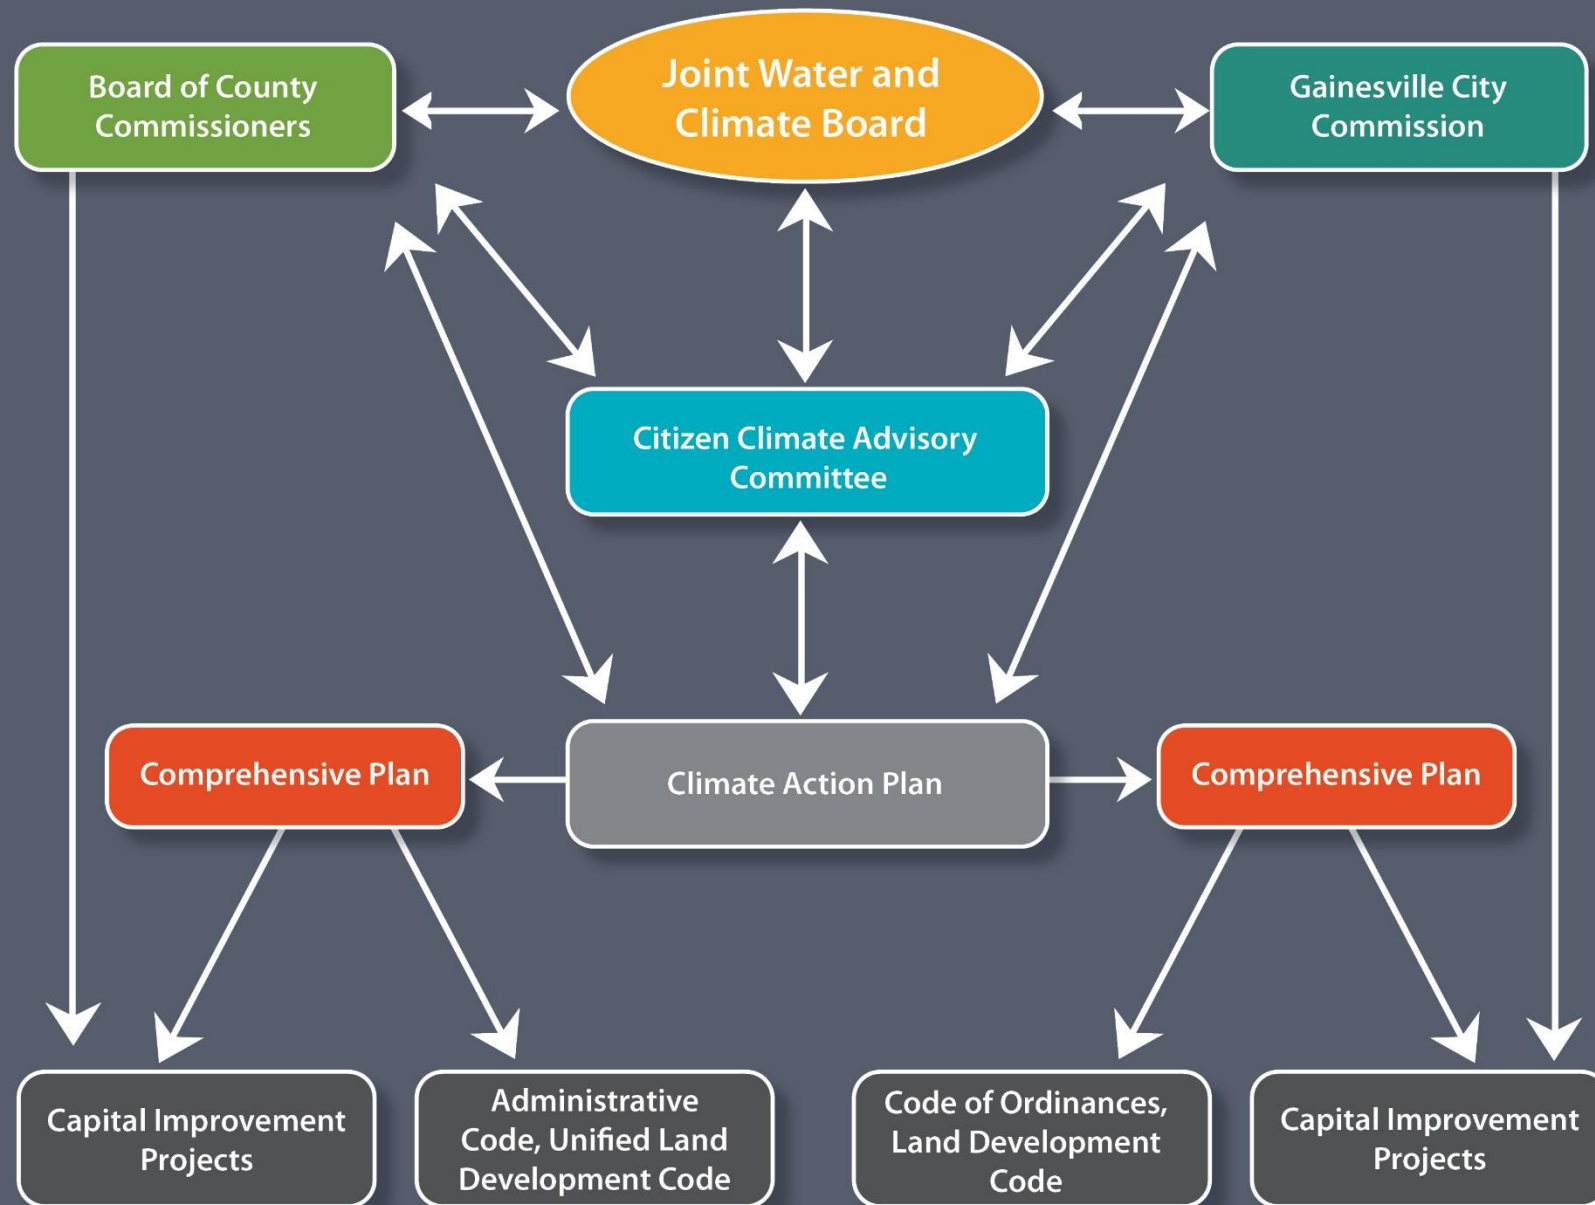 Board of County
Commissioners
Joint Water and
Climate Board
Gainesville City
Commission
Citizen Climate Advisory
Committee
Comprehensive Plan
Climate Action Plan
Comprehensive Plan
Capital Improvement
Projects
Administrative
Code, Unified Land
Development Code
Code of Ordinances,
Land Development
Code
Capital Improvement
Projects